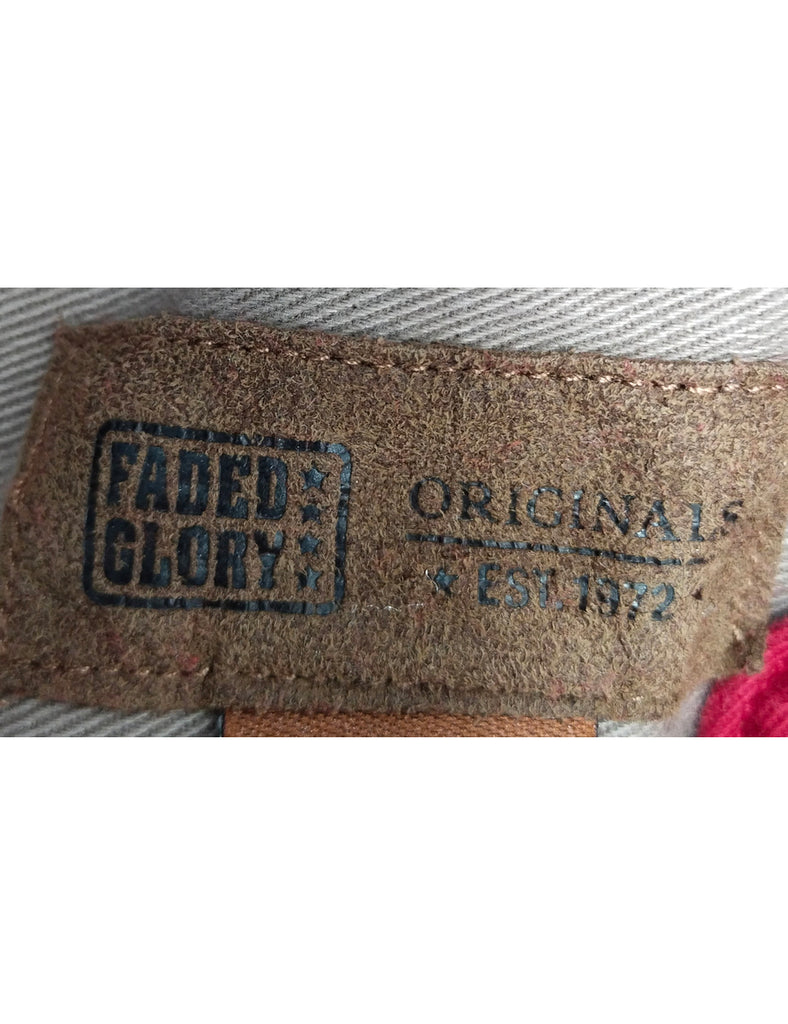 FADED
GLORY
ORIGINALS
EST. 1972